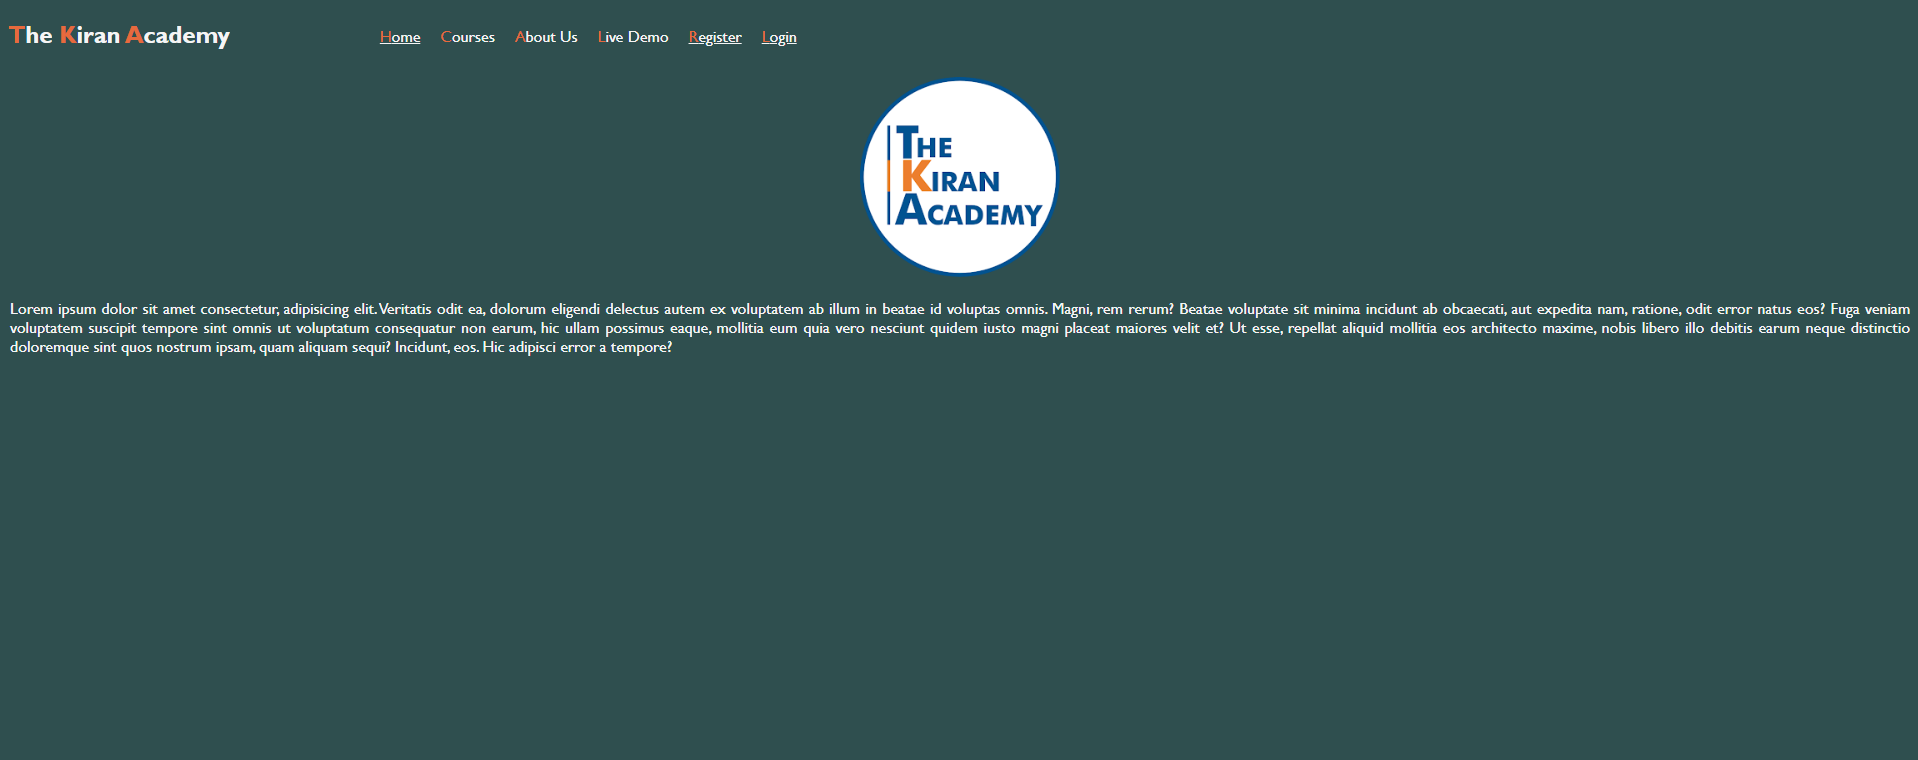 The Kiran Academy
Home Courses About Us Live Demo Register Login
THE
KIRAN
ACADEMY
Lorem ipsum dolor sit amet consectetur, adipisicing elit. Veritatis odit ea, dolorum eligendi delectus autem ex voluptatem ab illum in beatae id voluptas omnis. Magni, rem rerum? Beatae voluptate sit minima incidunt ab obcaecati, aut expedita nam, ratione, odit error natus eos? Fuga veniam
voluptatem suscipit tempore sint omnis ut voluptatum consequatur non earum, hic ullam possimus eaque, mollitia eum quia vero nesciunt quidem iusto magni placeat maiores velit et? Ut esse, repellat aliquid mollitia eos architecto maxime, nobis libero illo debitis earum neque distinctio
doloremque sint quos nostrum ipsam, quam aliquam sequi? Incidunt, eos. Hic adipisci error a tempore?